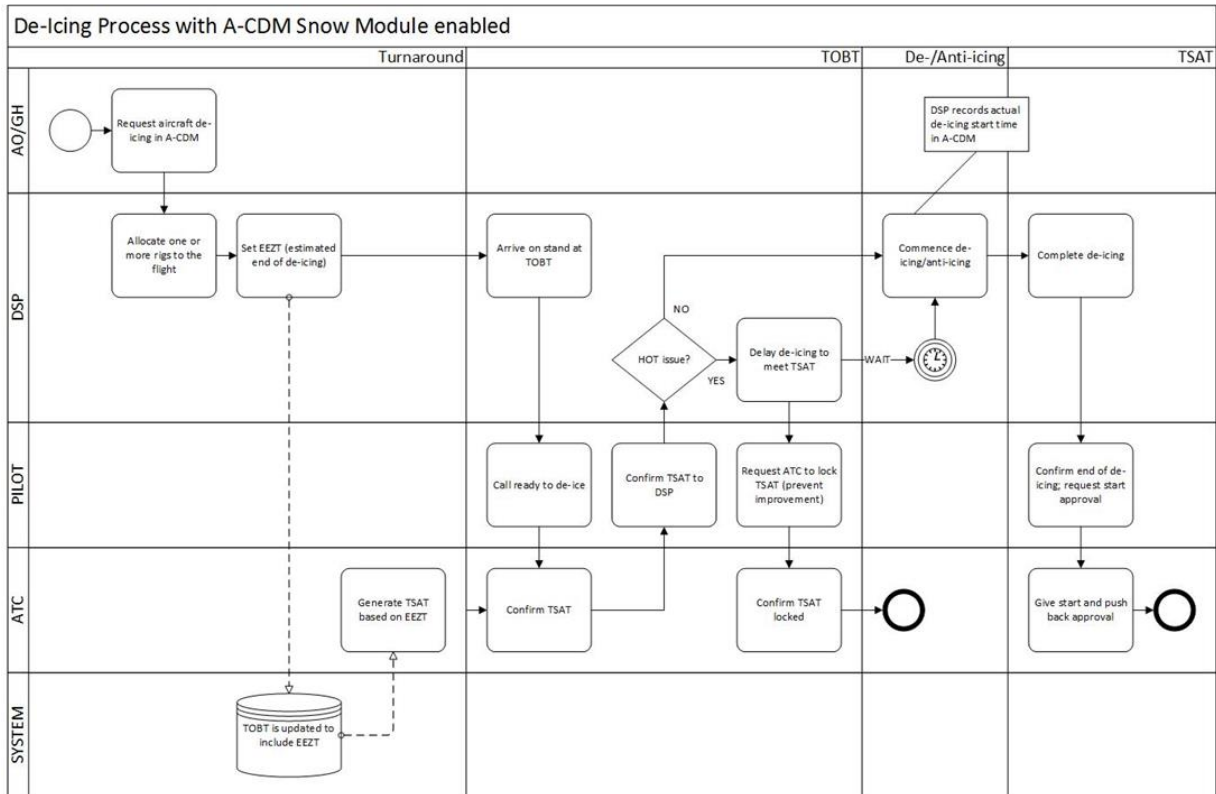 De-Icing Process with A-CDM Snow Module enabled
Turnaround
TOBT
De-/Anti-icing
TSAT
AO/GH
Request aircraft de-
icing in A-CDM
DSP records actual
de-icing start time
in A-CDM
DSP
Allocate one or
more rigs to the
flight
Set EEZT (estimated
end of de-icing)
Arrive on stand at
TOBT
Commence de-
icing/anti-icing
Complete de-icing
NO
HOT issue?
YES
Delay de-icing to
meet TSAT
WAIT
PILOT
Call ready to de-ice
Confirm TSAT to
DSP
Request ATC to lock
TSAT (prevent
improvement)
Confirm end of de-
icing; request start
approval
ATC
Generate TSAT
based on EEZT
Confirm TSAT
Confirm TSAT
locked
Give start and push
back approval
SYSTEM
TOBT is updated to
include EEZT